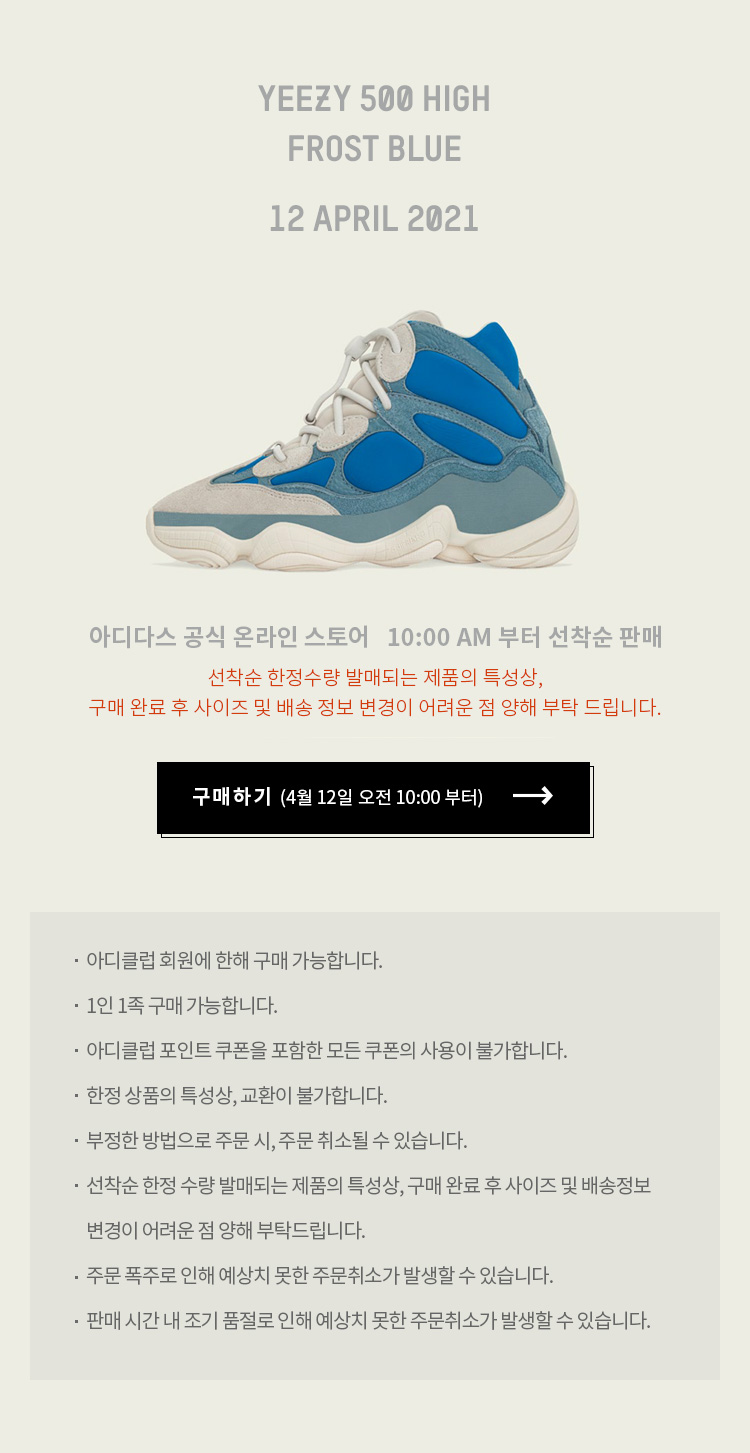 YEEZY 500 HIGH
FROST BLUE
12 APRIL 2021
아디다스 공식 온라인 스토어 10:00 AM 부터 선착순 판매
선착순 한정수량 발매되는 제품의 특성상,
구매 완료 후 사이즈 및 배송 정보 변경이 어려운 점 양해 부탁 드립니다.
구매하기 (4월 12일 오전 10:00 부터)
· 아디클럽 회원에 한해 구매 가능합니다.
· 1인 1족 구매 가능합니다.
· 아디클럽 포인트 쿠폰을 포함한 모든 쿠폰의 사용이 불가합니다.
· 한정 상품의 특성상, 교환이 불가합니다.
· 부정한 방법으로 주문 시, 주문 취소될 수 있습니다.
· 선착순 한정 수량 발매되는 제품의 특성상, 구매 완료 후 사이즈 및 배송정보
변경이 어려운 점 양해 부탁드립니다.
· 주문 폭주로 인해 예상치 못한 주문취소가 발생할 수 있습니다.
· 판매 시간 내 조기 품절로 인해 예상치 못한 주문취소가 발생할 수 있습니다.